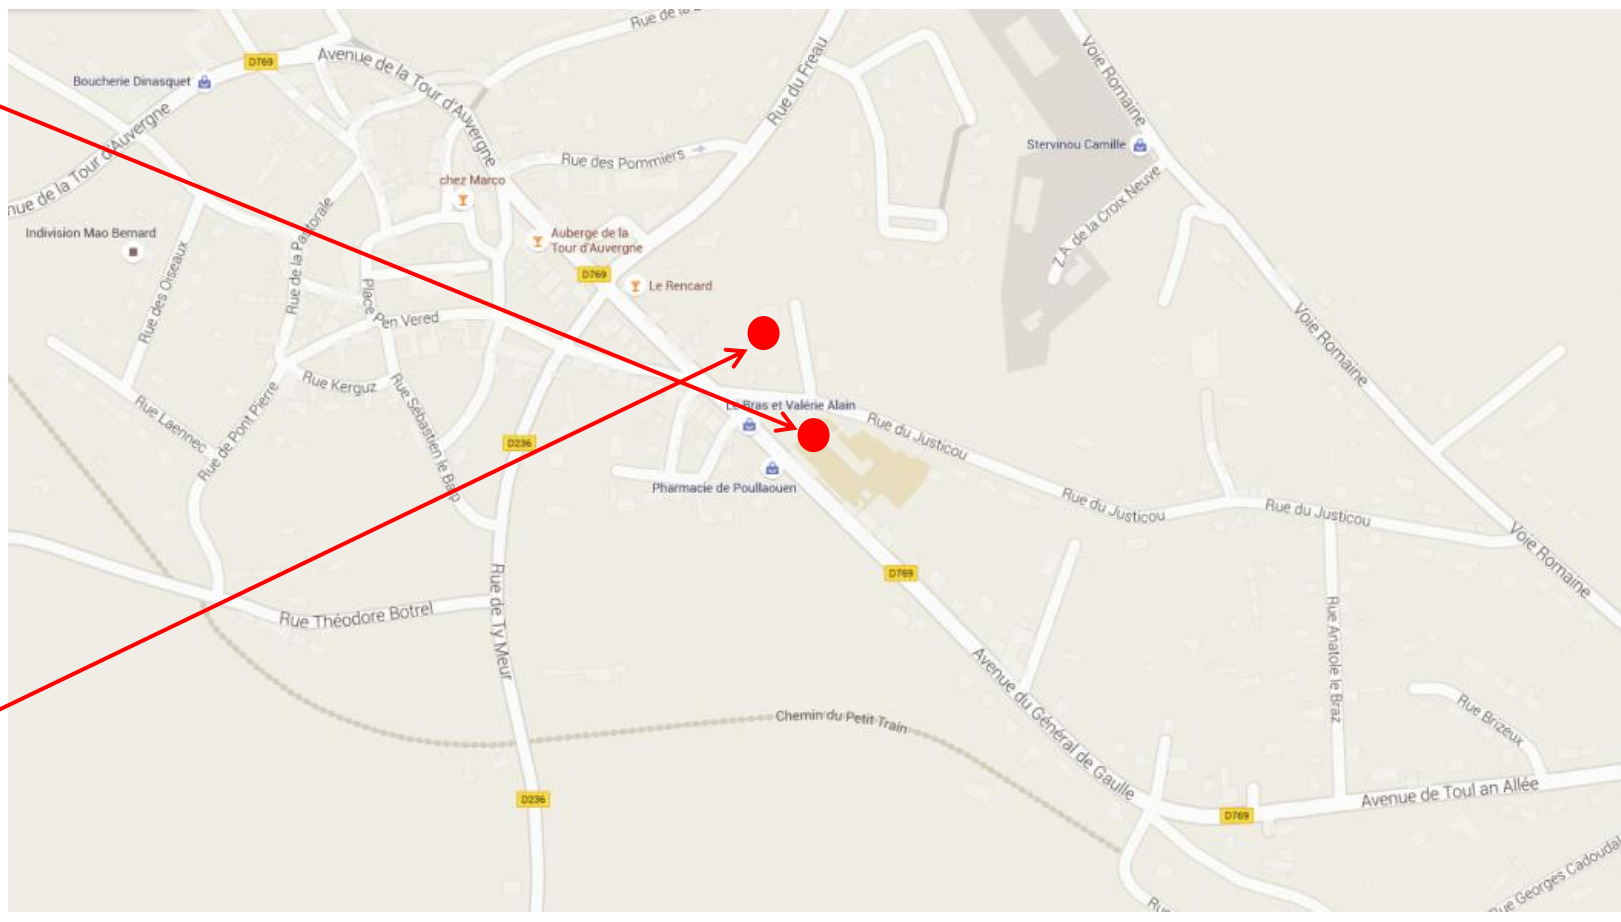 Rue de la
D769
Avenue de la Tour d'Auvergne
Boucherie Dinasquet
Rue du Freau
Voie Romaine
nue de la Tour d'Auvergne
Stervinou Camille
Rue des Pommiers
chez Marco
Z.A. de la Croix Neuve
Indivision Mao Bernard
Rue de la Pastorale
Auberge de la
Tour d'Auvergne
Rue des Oiseaux
D769
Le Rencard
Place Pen Vered
Voie Romaine
Rue Kerguz
Rue Laennec
Rue de Pont Pierre
Rue Sébastien le Balp
Le Bras et Valérie Alain
Rue du Justicou
D236
Pharmacie de Poullaouen
Rue du Justicou
Rue du Justicou
Voie Romaine
D769
Rue Théodore Botrel
Rue de Ty Meur
Rue Anatole le Braz
Avenue du Général de Gaulle
Chemin du Petit Train
Rue Brizeux
D236
D769
Avenue de Toul an Allée
Rue Georges Cadoudal
Rue